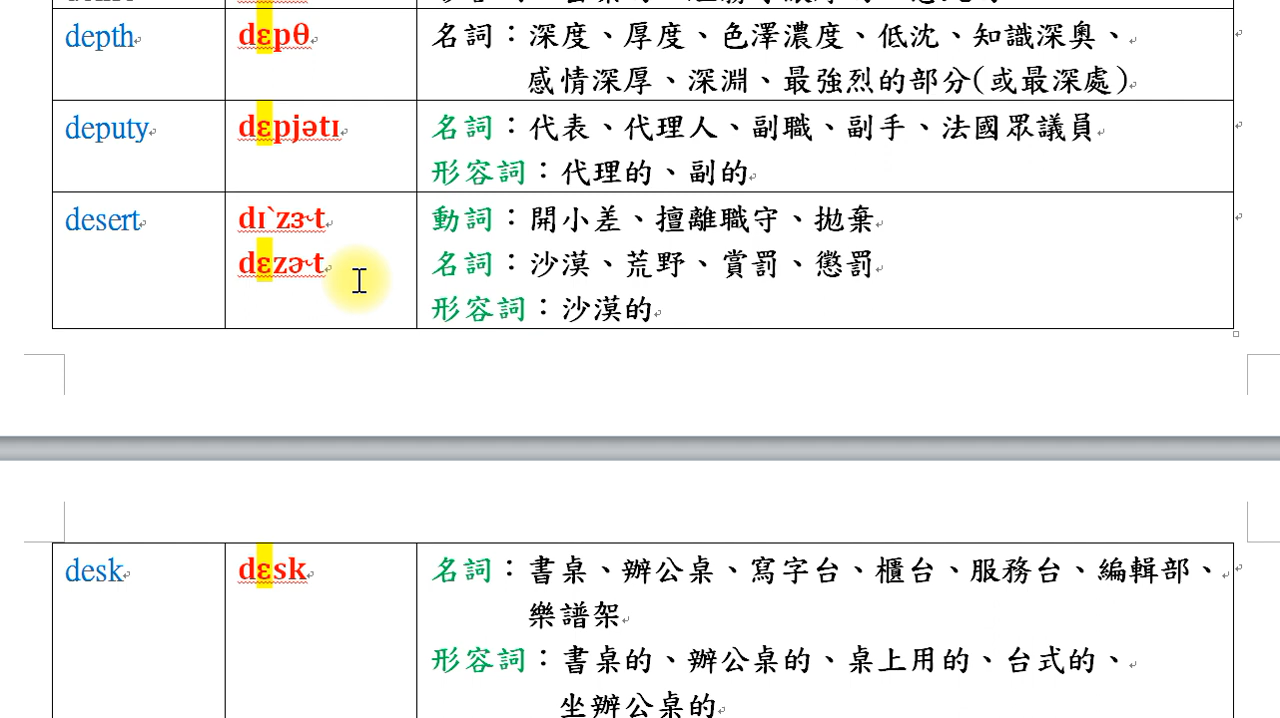 depth dɛpθ 名詞：深度、厚度、色澤濃度、低沈、知識深奧、
感情深厚、深淵、最強烈的部分(或最深處)
deputy dɛpjətɪ 名詞：代表、代理人、副職、副手、法國眾議員
形容詞：代理的、副的
desert dɪˋzɝt 動詞：開小差、擅離職守、拋棄
dɛzɚt 名詞：沙漠、荒野、賞罰、懲罰
形容詞：沙漠的
desk dɛsk 名詞：書桌、辦公桌、寫字台、櫃台、服務台、編輯部、
樂譜架
形容詞：書桌的、辦公桌的、桌上用的、台式的、
坐辦公桌的